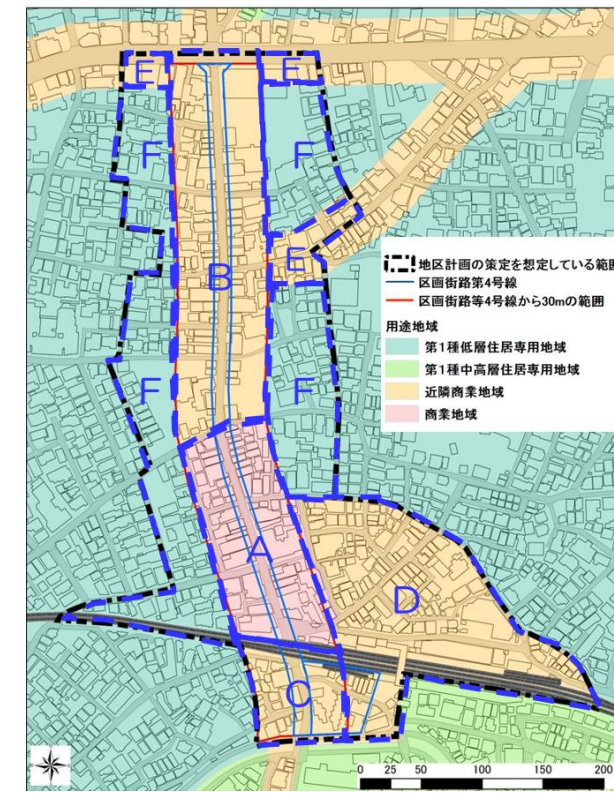 E
E
F
F
B
E
地区計画の策定を想定している範囲
区画街路第4号線
区画街路等4号線から30mの範囲
用途地域
第1種低層住居専用地域
第1種中高層住居専用地域
近隣商業地域
商業地域
F
F
A
D
C
0 25 50 100 150 200